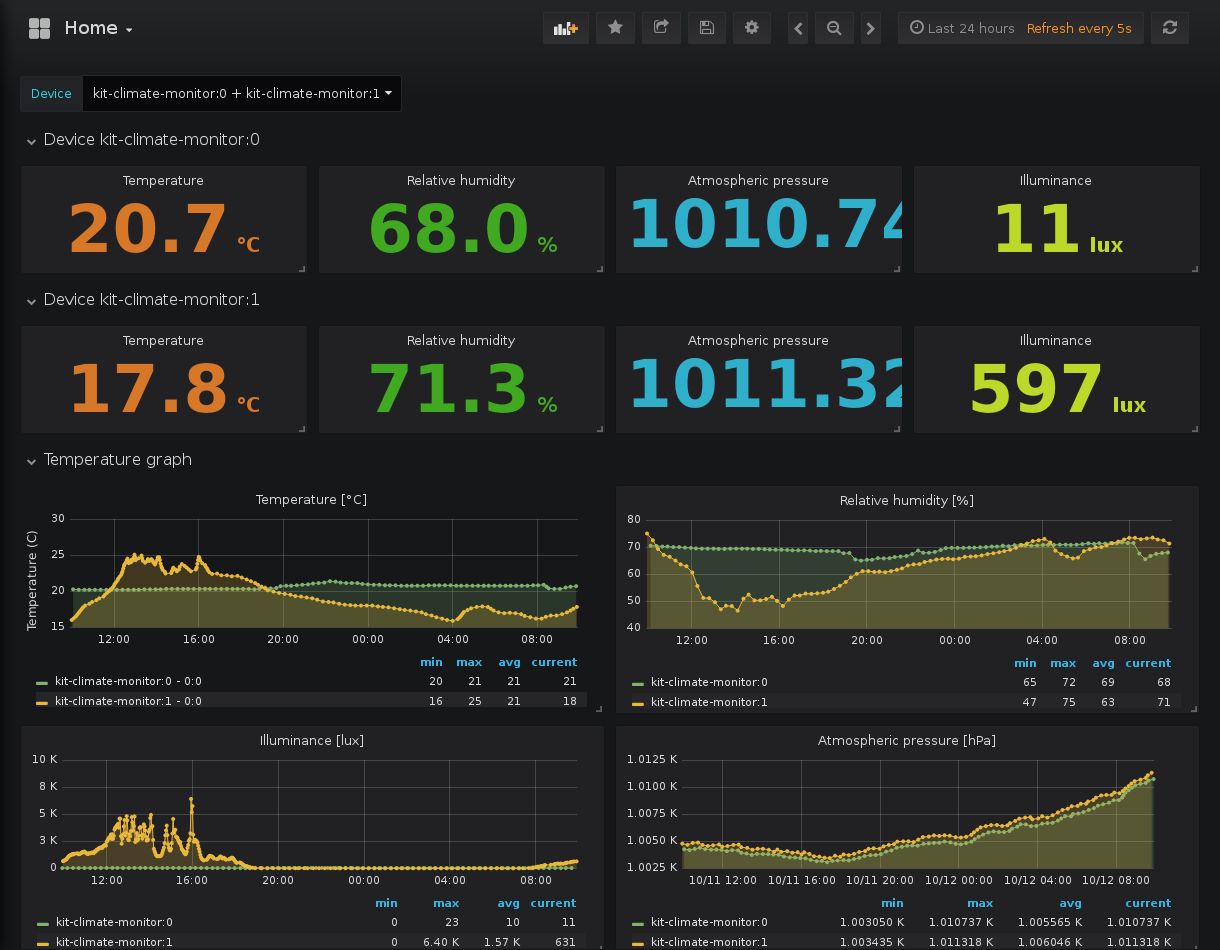 Home
Last 24 hours Refresh every 5s
Device kit-climate-monitor:0 + kit-climate-monitor:1
Device kit-climate-monitor:0
Temperature Relative humidity Atmospheric pressure Illuminance
20.7 °C 68.0 % 1010.74 11 lux
Device kit-climate-monitor:1
Temperature Relative humidity Atmospheric pressure Illuminance
17.8 °C 71.3 % 1011.32 597 lux
Temperature graph
Temperature [°C]
Temperature (C)
30
25
20
15
12:00 16:00 20:00 00:00 04:00 08:00
min max avg current
kit-climate-monitor:0 - 0:0 20 21 21 21
kit-climate-monitor:1 - 0:0 16 25 21 18
Relative humidity [%]
80
70
60
50
40
12:00 16:00 20:00 00:00 04:00 08:00
min max avg current
kit-climate-monitor:0 65 72 69 68
kit-climate-monitor:1 47 75 63 71
Illuminance [lux]
10 K
8 K
5 K
3 K
0
12:00 16:00 20:00 00:00 04:00 08:00
min max avg current
kit-climate-monitor:0 0 23 10 11
kit-climate-monitor:1 0 6.40 K 1.57 K 631
Atmospheric pressure [hPa]
1.0125 K
1.0100 K
1.0075 K
1.0050 K
1.0025 K
10/11 12:00 10/11 16:00 10/11 20:00 10/12 00:00 10/12 04:00 10/12 08:00
min max avg current
kit-climate-monitor:0 1.003050 K 1.010737 K 1.005565 K 1.010737 K
kit-climate-monitor:1 1.003435 K 1.011318 K 1.006046 K 1.011318 K